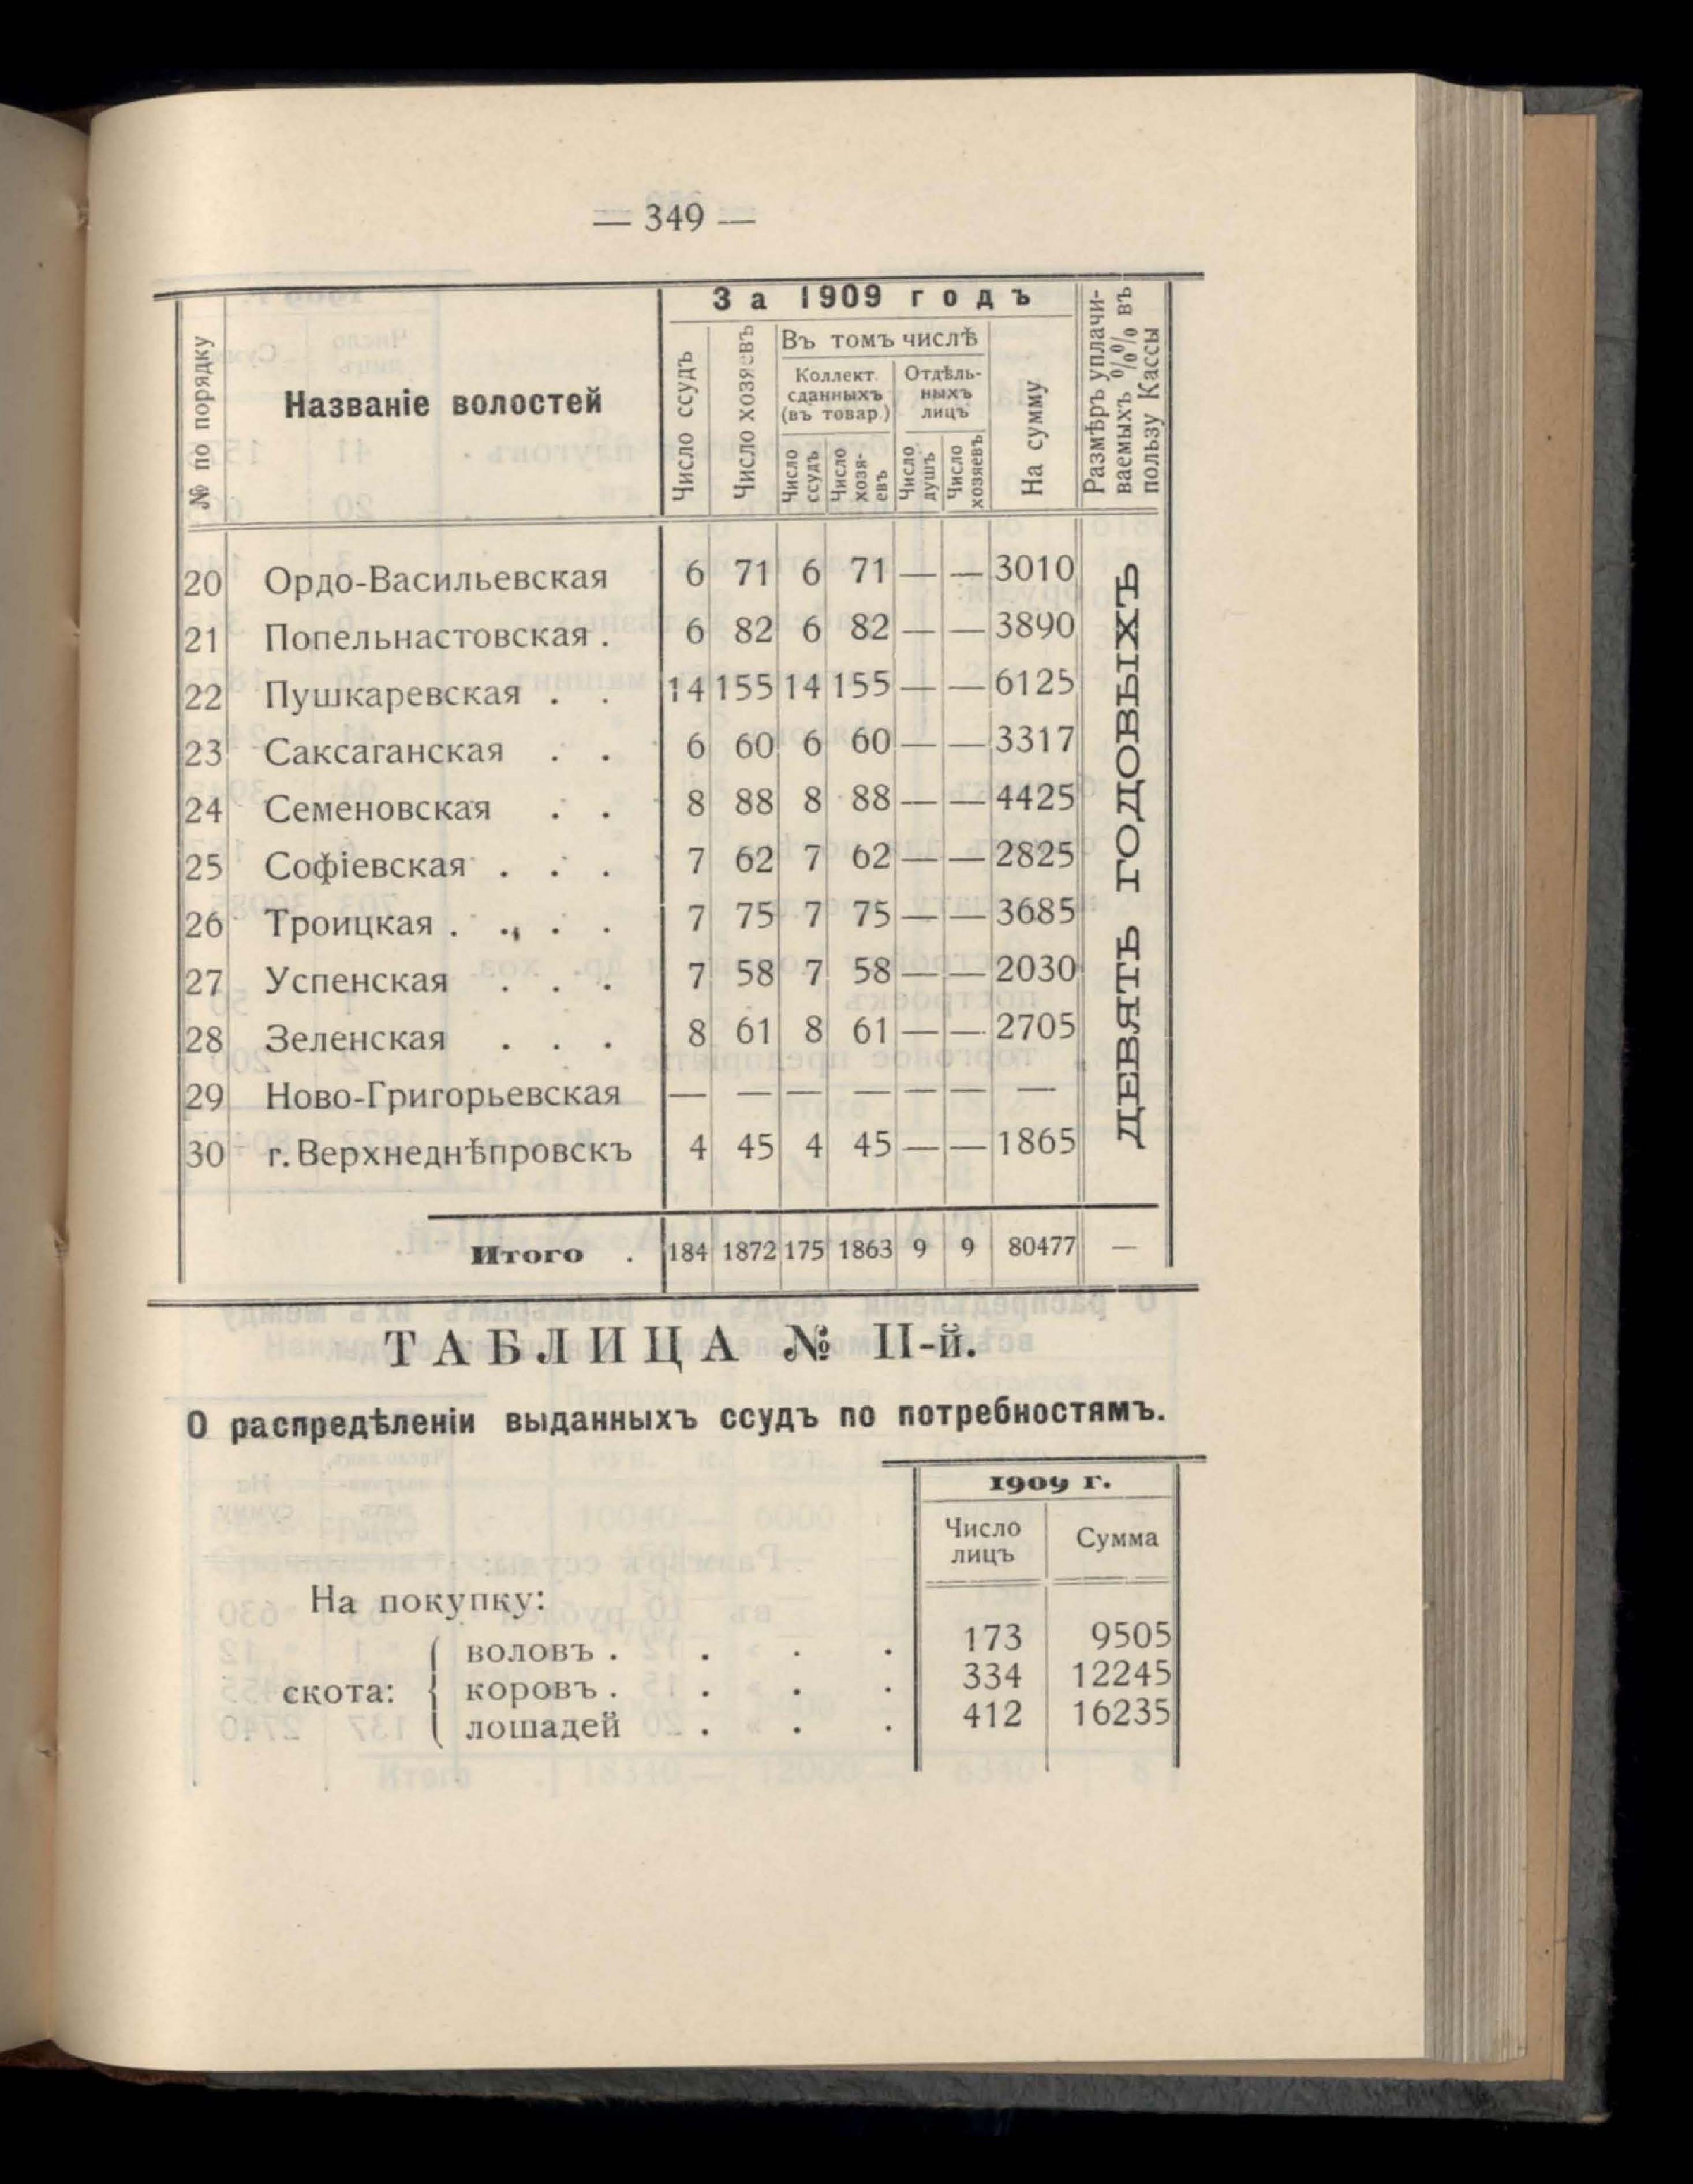 — 349 —
За 1909 годъ
№ по порядку
Названіе волостей
Число ссудъ
Число хозяевъ
Въ томъ числѣ
Коллект. сданныхъ (въ товар.)
Отдѣль-ныхъ лицъ
Число ссудъ
Число хозя-евъ
Число душъ
Число хозяевъ
На сумму
Размѣръ уплачи-ваемыхъ %% въ пользу Кассы
20 Ордо-Васильевская 6 71 6 71 — — 3010
21 Попельнастовская . 6 82 6 82 — — 3890
22 Пушкаревская . . 14 155 14 155 — — 6125
23 Саксаганская . . 6 60 6 60 — — 3317
24 Семеновская . . 8 88 8 88 — — 4425
25 Софіевская . . . 7 62 7 62 — — 2825
26 Троицкая . . . . 7 75 7 75 — — 3685
27 Успенская . . . 7 58 7 58 — — 2030
28 Зеленская . . . 8 61 8 61 — — 2705
29 Ново-Григорьевская — — — — — — —
30 г. Верхнеднѣпровскъ 4 45 4 45 — — 1865
ДЕВЯТЬ ГОДОВЫХЪ
Итого . 184 1872 175 1863 9 9 80477 —
ТАБЛИЦА № II-й.
О распредѣленіи выданныхъ ссудъ по потребностямъ.
1909 г.
Число лицъ
Сумма
На покупку:
скота:
воловъ . . . . 173 9505
коровъ . . . . 334 12245
лошадей . . . 412 16235